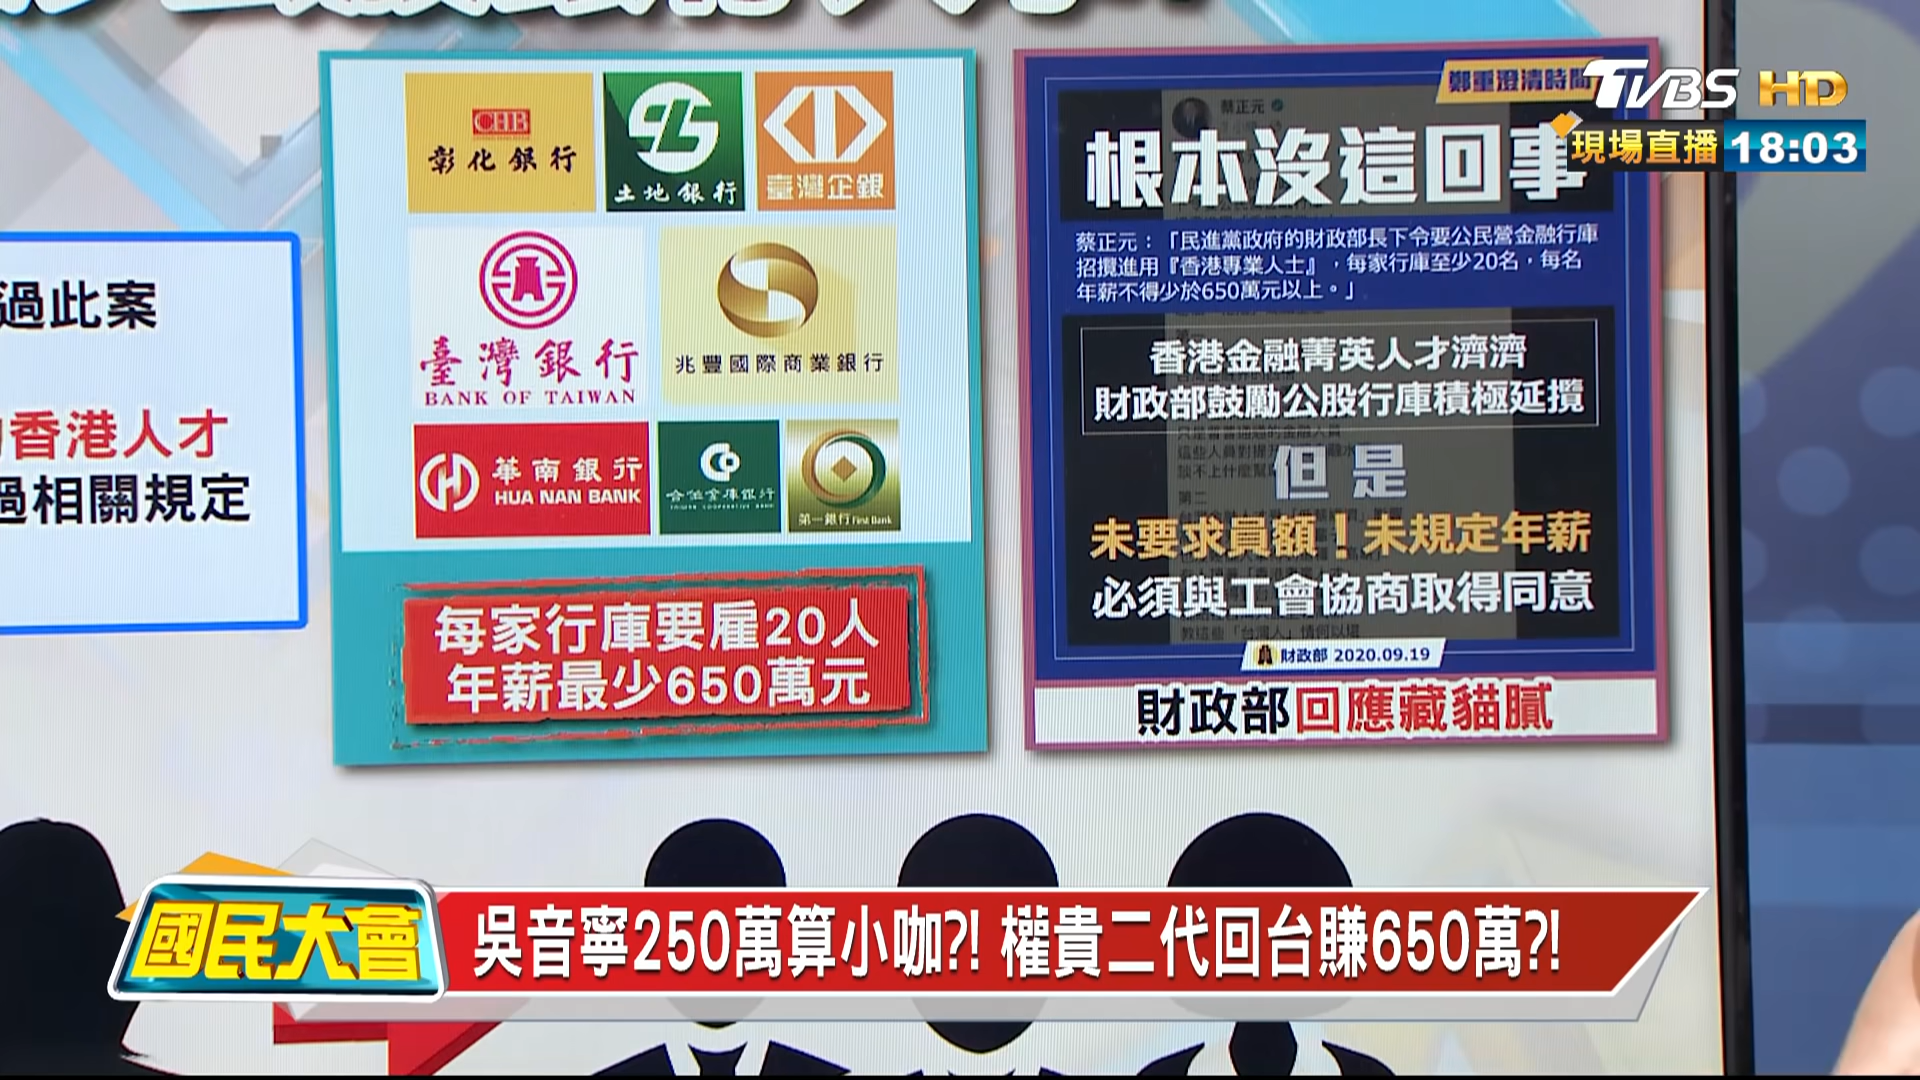 TVBS HD
現場直播 18:03
過此案
香港人才
過相關規定
CHB
彰化銀行
土地銀行
臺灣企銀
臺灣銀行
BANK OF TAIWAN
兆豐國際商業銀行
華南銀行
HUA NAN BANK
合作金庫銀行
TAIWAN COOPERATIVE BANK
第一銀行 First Bank
每家行庫要雇20人
年薪最少650萬元
鄭重澄清時間
蔡正元
根本沒這回事
蔡正元：「民進黨政府的財政部長下令要公民營金融行庫
招攬進用『香港專業人士』，每家行庫至少20名，每名
年薪不得少於650萬元以上。」
香港金融菁英人才濟濟
財政部鼓勵公股行庫積極延攬
但是
未要求員額！未規定年薪
必須與工會協商取得同意
財政部 2020.09.19
財政部回應藏貓膩
國民大會
吳音寧250萬算小咖?! 權貴二代回台賺650萬?!